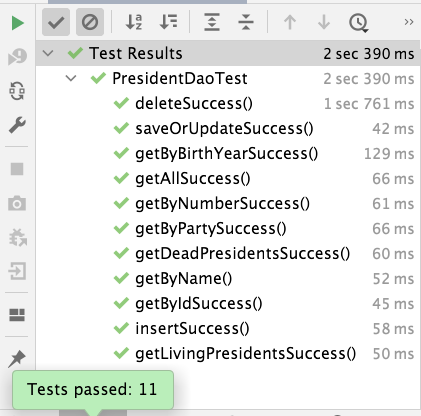 Test Results 2 sec 390 ms
PresidentDaoTest 2 sec 390 ms
deleteSuccess() 1 sec 761 ms
saveOrUpdateSuccess() 42 ms
getByBirthYearSuccess() 129 ms
getAllSuccess() 66 ms
getByNumberSuccess() 61 ms
getByPartySuccess() 66 ms
getDeadPresidentsSuccess() 60 ms
getByName() 52 ms
getByIdSuccess() 45 ms
insertSuccess() 58 ms
getLivingPresidentsSuccess() 50 ms
Tests passed: 11